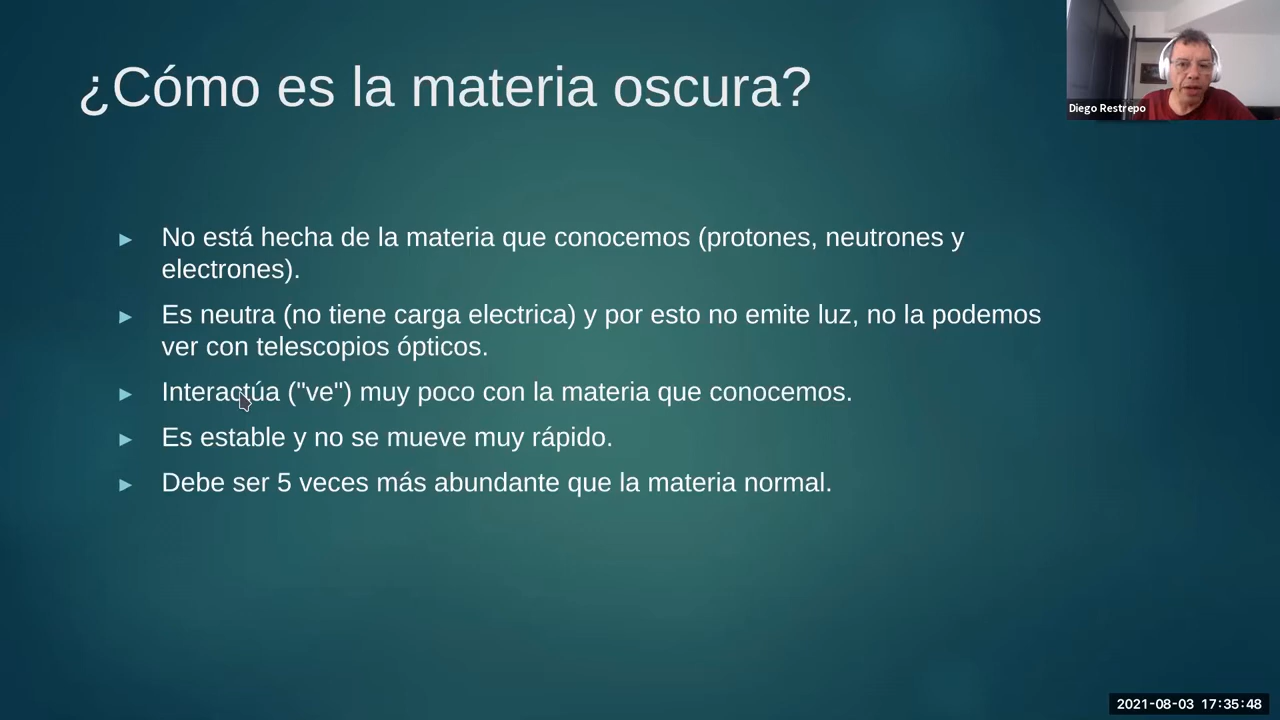 ¿Cómo es la materia oscura?
Diego Restrepo
No está hecha de la materia que conocemos (protones, neutrones y
electrones).
Es neutra (no tiene carga electrica) y por esto no emite luz, no la podemos
ver con telescopios ópticos.
Interactúa ("ve") muy poco con la materia que conocemos.
Es estable y no se mueve muy rápido.
Debe ser 5 veces más abundante que la materia normal.
2021-08-03 17:35:48